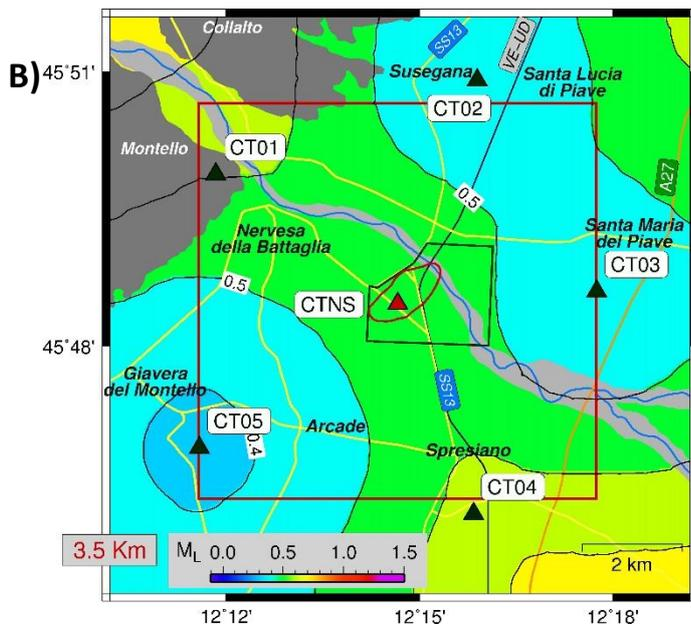 B)
Collalto
SS13
VE-UD
45°51'
Susegana
Santa Lucia
di Piave
CT02
Montello
CT01
A27
0.5
Nervesa
della Battaglia
Santa Maria
del Piave
CT03
0.5
CTNS
45°48'
Giavera
del Montello
SS13
CT05
0.4
Arcade
Spresiano
CT04
3.5 Km
ML 0.0 0.5 1.0 1.5
2 km
12°12' 12°15' 12°18'